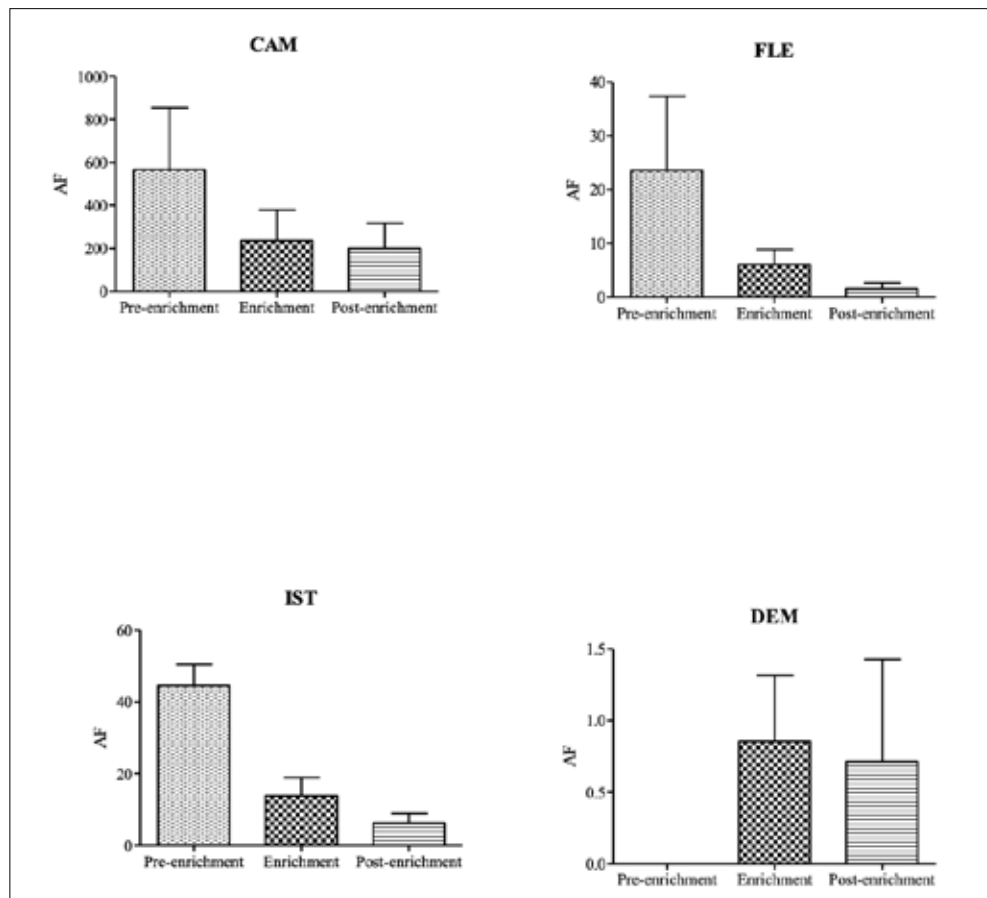 CAM
1000
800
600
400
200
0
AF
Pre-enrichment Enrichment Post-enrichment
FLE
40
30
20
10
0
AF
Pre-enrichment Enrichment Post-enrichment
IST
60
40
20
0
AF
Pre-enrichment Enrichment Post-enrichment
DEM
1.5
1.0
0.5
0.0
AF
Pre-enrichment Enrichment Post-enrichment